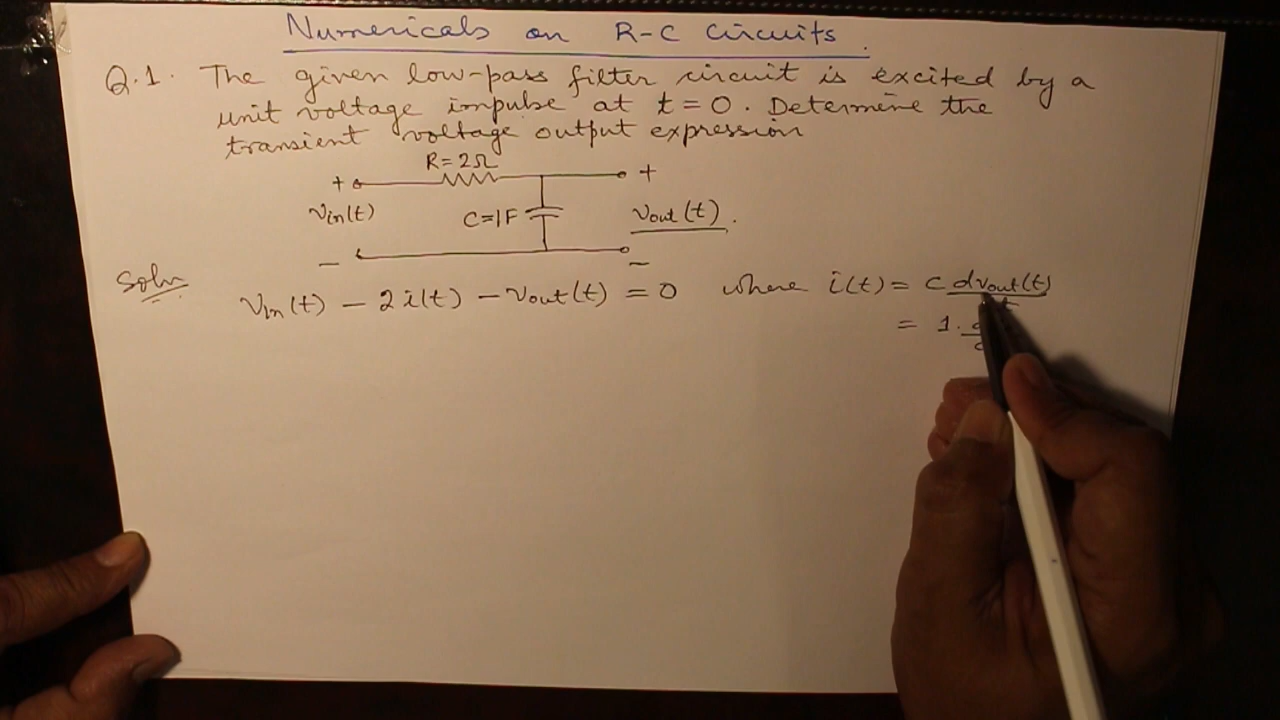 Numericals on R-C Circuits
Q.1. The given low-pass filter circuit is excited by a
unit voltage impulse at t = 0. Determine the
transient voltage output expression
R = 2Ω
+ +
Vin(t) C=1F Vout(t).
− −
Soln
Vin(t) − 2i(t) − Vout(t) = 0 where i(t) = C dvout(t)
= 1.